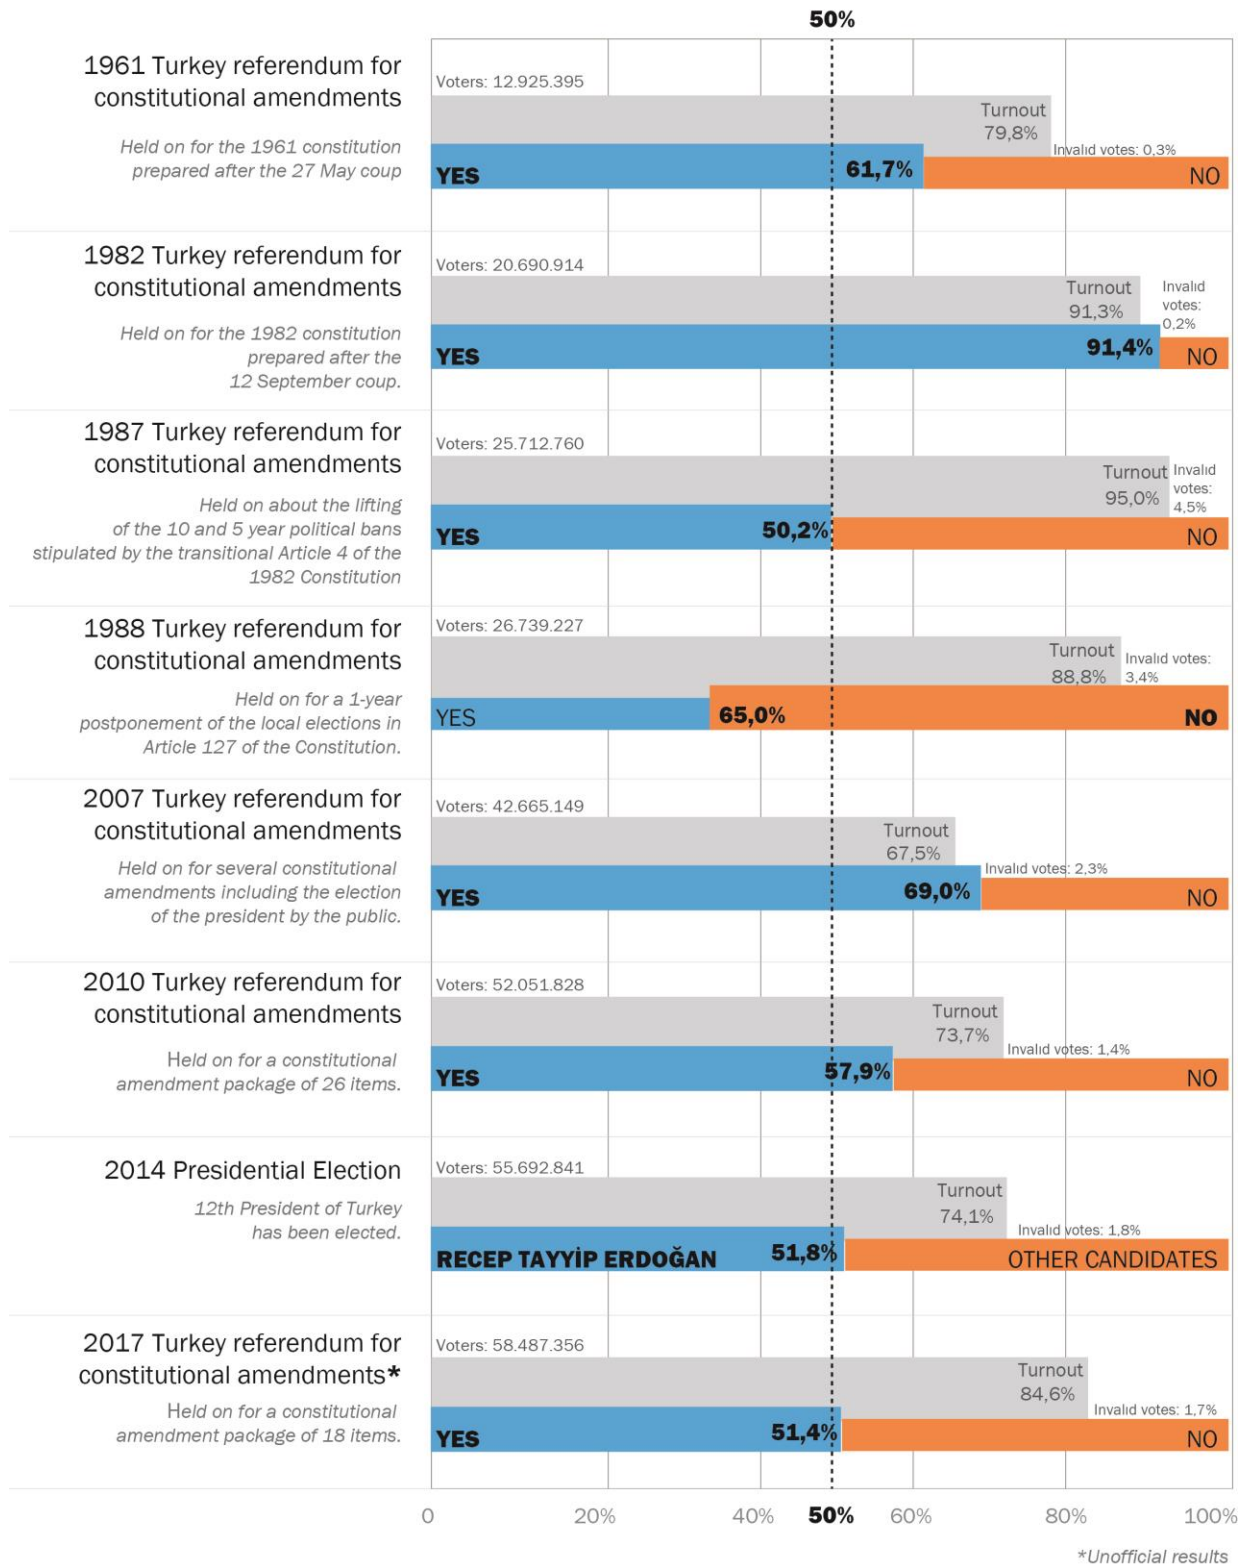 50%
1961 Turkey referendum for
constitutional amendments
Held on for the 1961 constitution
prepared after the 27 May coup
Voters: 12.925.395
Turnout
79,8%
Invalid votes: 0,3%
YES 61,7% NO
1982 Turkey referendum for
constitutional amendments
Held on for the 1982 constitution
prepared after the
12 September coup.
Voters: 20.690.914
Turnout
91,3%
Invalid
votes:
0,2%
YES 91,4% NO
1987 Turkey referendum for
constitutional amendments
Held on about the lifting
of the 10 and 5 year political bans
stipulated by the transitional Article 4 of the
1982 Constitution
Voters: 25.712.760
Turnout
95,0%
Invalid
votes:
4,5%
YES 50,2% NO
1988 Turkey referendum for
constitutional amendments
Held on for a 1-year
postponement of the local elections in
Article 127 of the Constitution.
Voters: 26.739.227
Turnout
88,8%
Invalid votes:
3,4%
YES 65,0% NO
2007 Turkey referendum for
constitutional amendments
Held on for several constitutional
amendments including the election
of the president by the public.
Voters: 42.665.149
Turnout
67,5%
Invalid votes: 2,3%
YES 69,0% NO
2010 Turkey referendum for
constitutional amendments
Held on for a constitutional
amendment package of 26 items.
Voters: 52.051.828
Turnout
73,7%
Invalid votes: 1,4%
YES 57,9% NO
2014 Presidential Election
12th President of Turkey
has been elected.
Voters: 55.692.841
Turnout
74,1%
Invalid votes: 1,8%
RECEP TAYYİP ERDOĞAN 51,8% OTHER CANDIDATES
2017 Turkey referendum for
constitutional amendments*
Held on for a constitutional
amendment package of 18 items.
Voters: 58.487.356
Turnout
84,6%
Invalid votes: 1,7%
YES 51,4% NO
0 20% 40% 50% 60% 80% 100%
*Unofficial results